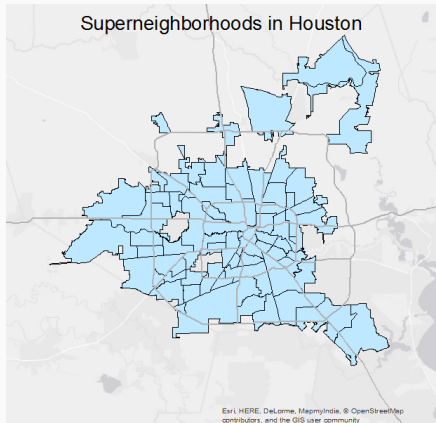 Superneighborhoods in Houston
Esri, HERE, DeLorme, MapmyIndia, © OpenStreetMap
contributors, and the GIS user community